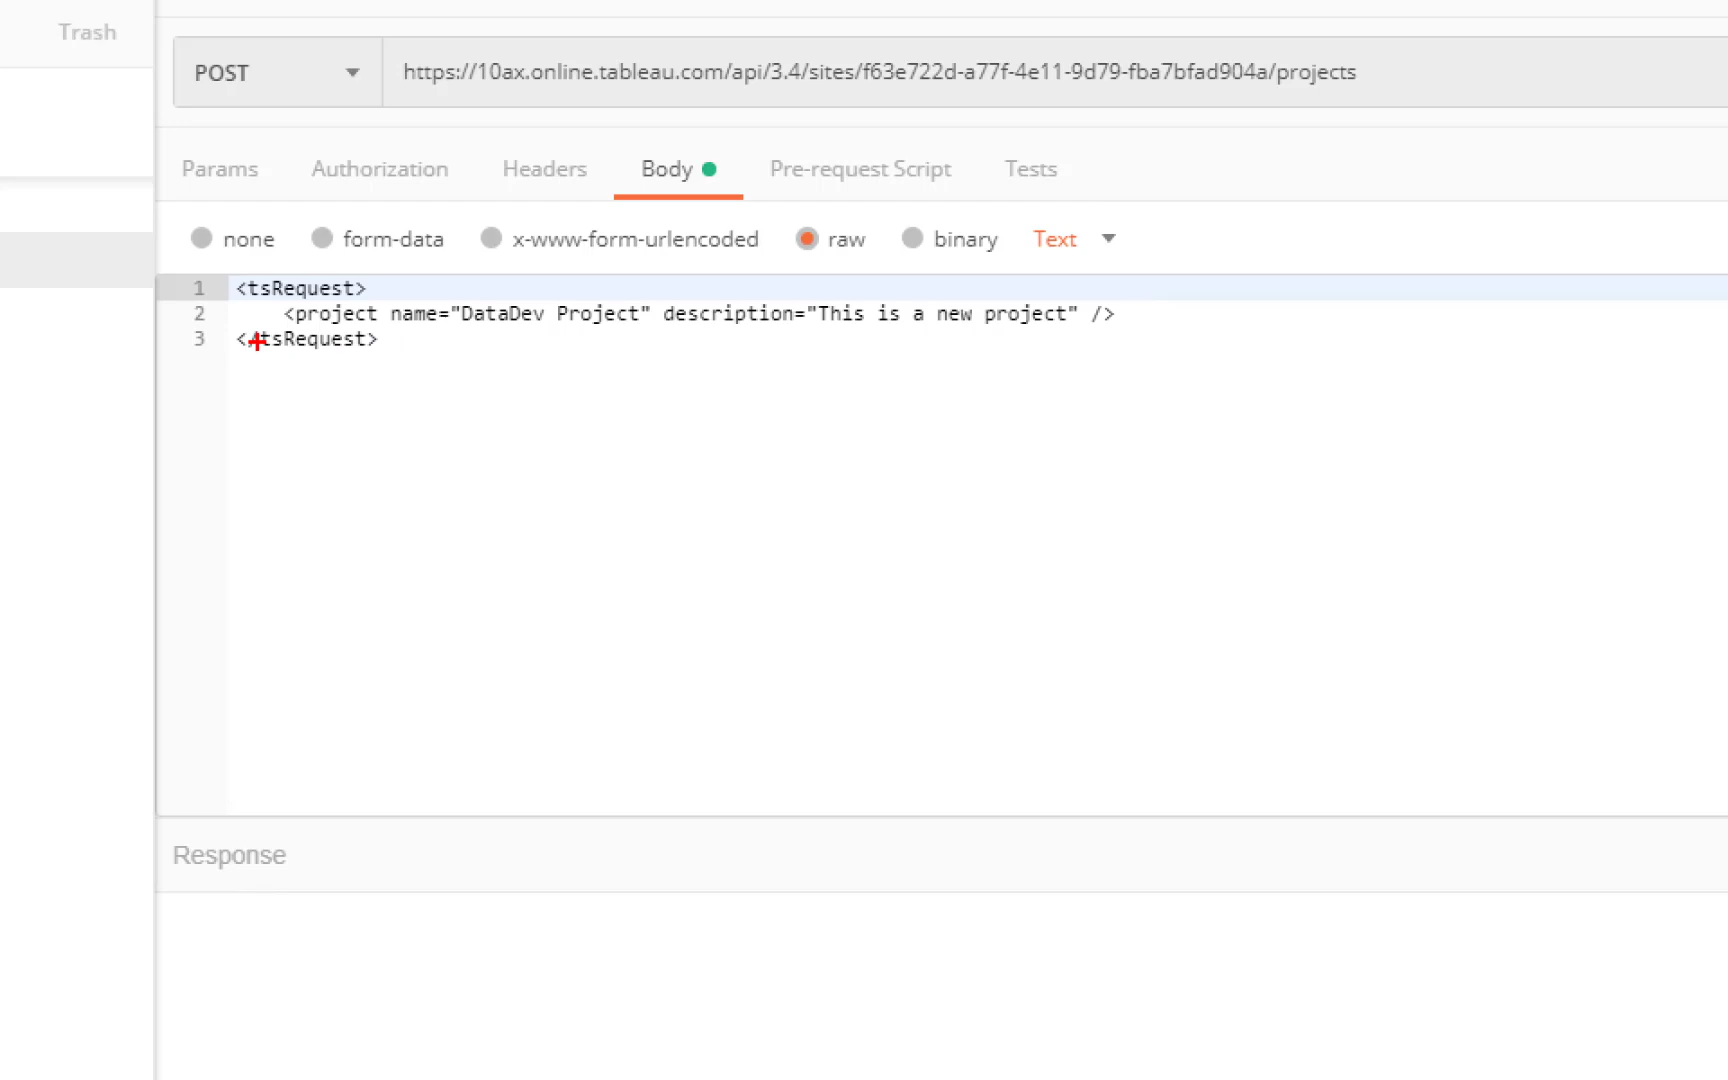 Trash
POST https://10ax.online.tableau.com/api/3.4/sites/f63e722d-a77f-4e11-9d79-fba7bfad904a/projects
Params Authorization Headers Body Pre-request Script Tests
none form-data x-www-form-urlencoded raw binary Text
1 <tsRequest>
2 <project name="DataDev Project" description="This is a new project" />
3 </tsRequest>
Response